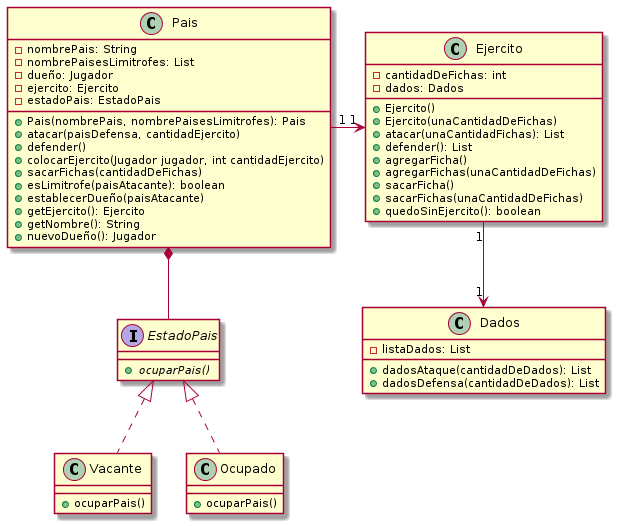 C Pais
nombrePais: String
nombrePaisesLimitrofes: List
dueño: Jugador
ejercito: Ejercito
estadoPais: EstadoPais
Pais(nombrePais, nombrePaisesLimitrofes): Pais
atacar(paisDefensa, cantidadEjercito)
defender()
colocarEjercito(Jugador jugador, int cantidadEjercito)
sacarFichas(cantidadDeFichas)
esLimitrofe(paisAtacante): boolean
establecerDueño(paisAtacante)
getEjercito(): Ejercito
getNombre(): String
nuevoDueño(): Jugador
1 1
C Ejercito
cantidadDeFichas: int
dados: Dados
Ejercito()
Ejercito(unaCantidadDeFichas)
atacar(unaCantidadFichas): List
defender(): List
agregarFicha()
agregarFichas(unaCantidadDeFichas)
sacarFicha()
sacarFichas(unaCantidadDeFichas)
quedoSinEjercito(): boolean
1
1
I EstadoPais
ocuparPais()
C Dados
listaDados: List
dadosAtaque(cantidadDeDados): List
dadosDefensa(cantidadDeDados): List
C Vacante
ocuparPais()
C Ocupado
ocuparPais()